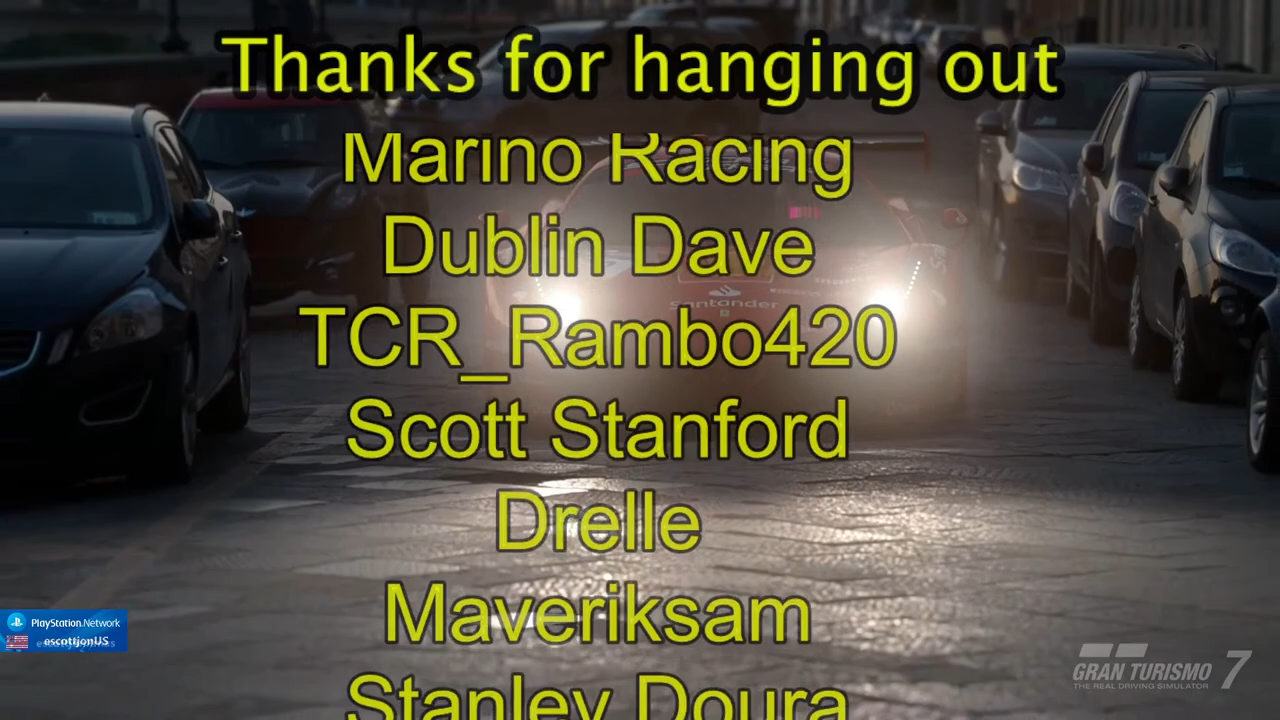 Thanks for hanging out
Marino Racing
Dublin Dave
TCR_Rambo420
Scott Stanford
Drelle
Maveriksam
Stanley Doura
Santander
PlayStation Network
escottjonUS
GRAN TURISMO 7
THE REAL DRIVING SIMULATOR